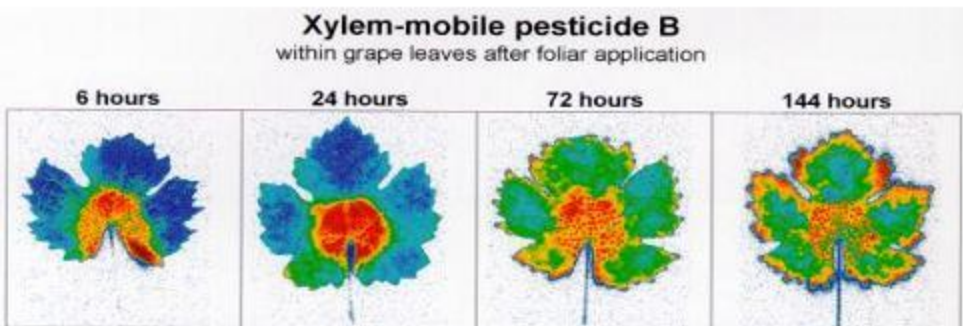 Xylem-mobile pesticide B
within grape leaves after foliar application
6 hours 24 hours 72 hours 144 hours